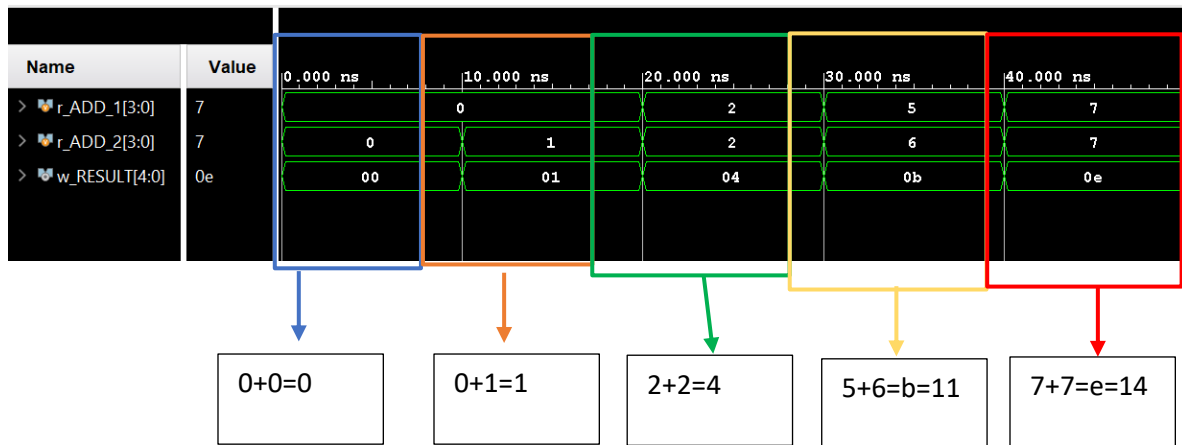 Name Value 0.000 ns 10.000 ns 20.000 ns 30.000 ns 40.000 ns
r_ADD_1[3:0] 7 0 2 5 7
r_ADD_2[3:0] 7 0 1 2 6 7
w_RESULT[4:0] 0e 00 01 04 0b 0e
0+0=0 0+1=1 2+2=4 5+6=b=11 7+7=e=14